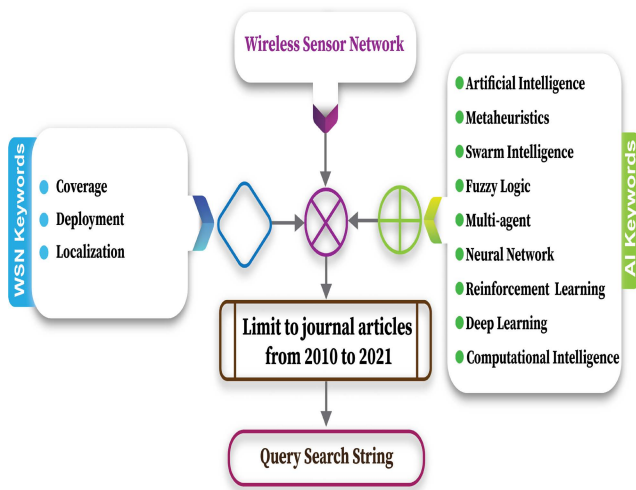 Wireless Sensor Network
WSN Keywords
Coverage
Deployment
Localization
Artificial Intelligence
Metaheuristics
Swarm Intelligence
Fuzzy Logic
Multi-agent
Neural Network
Reinforcement Learning
Deep Learning
Computational Intelligence
AI Keywords
Limit to journal articles
from 2010 to 2021
Query Search String